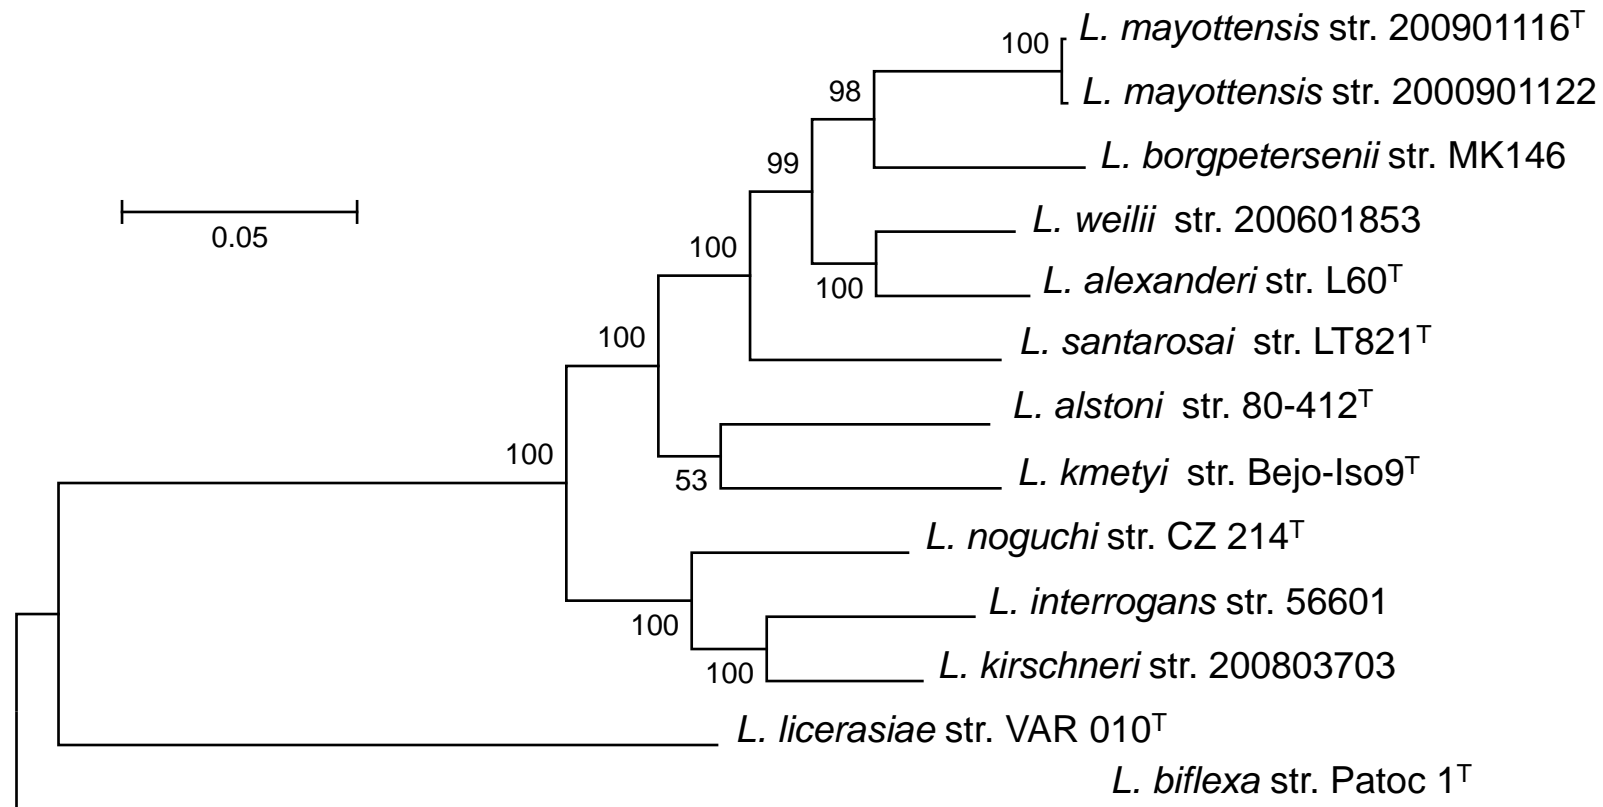 L. mayottensis str. 200901116ᵀ
100
98
L. mayottensis str. 2000901122
L. borgpetersenii str. MK146
99
L. weilii str. 200601853
0.05
100
L. alexanderi str. L60ᵀ
100
100
L. santarosai str. LT821ᵀ
L. alstoni str. 80-412ᵀ
100
L. kmetyi str. Bejo-Iso9ᵀ
53
L. noguchi str. CZ 214ᵀ
L. interrogans str. 56601
100
L. kirschneri str. 200803703
100
L. licerasiae str. VAR 010ᵀ
L. biflexa str. Patoc 1ᵀ